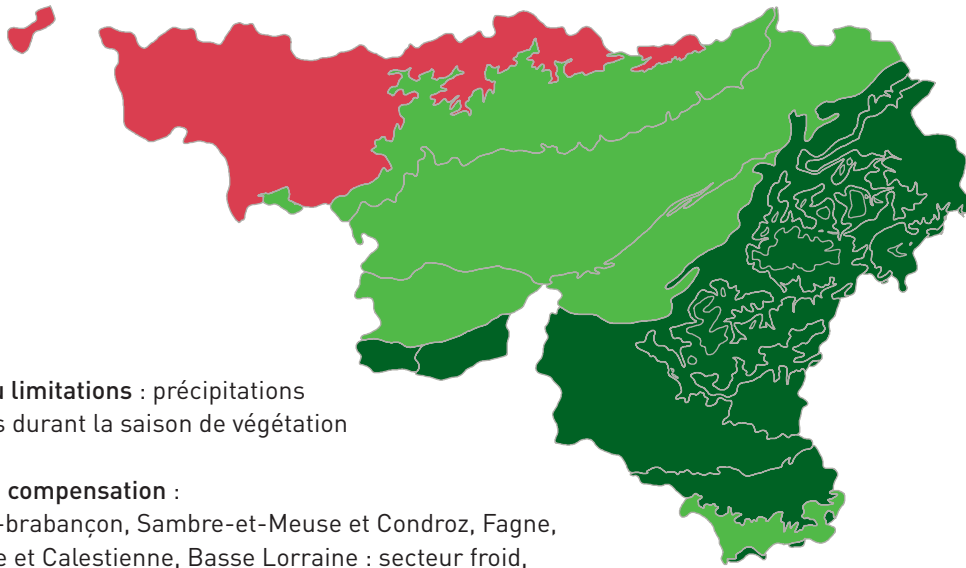 limitations : précipitations
durant la saison de végétation
compensation :
-brabançon, Sambre-et-Meuse et Condroz, Fagne,
et Calestienne, Basse Lorraine : secteur froid,